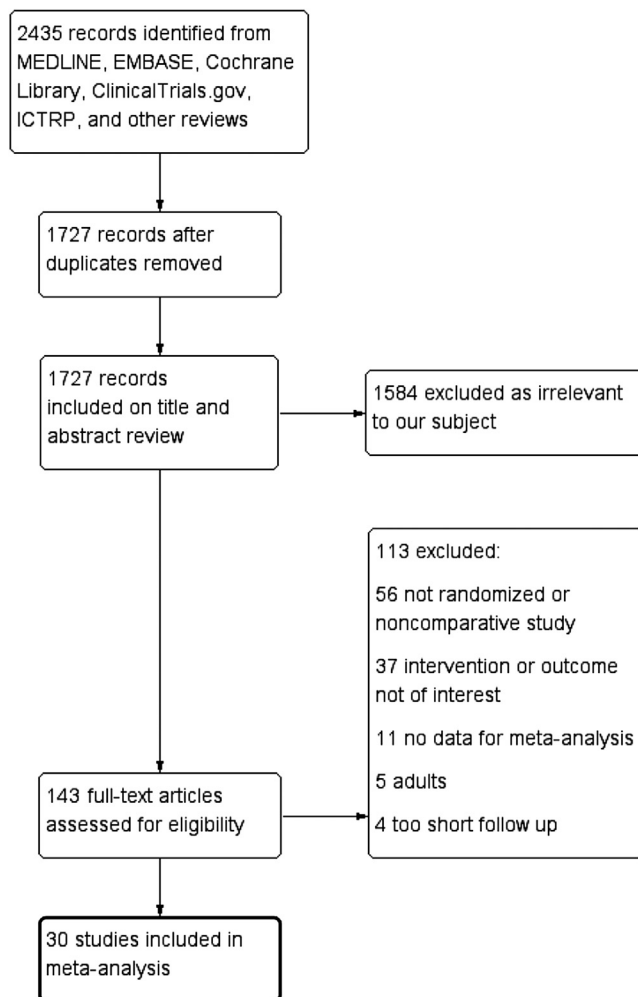 2435 records identified from
MEDLINE, EMBASE, Cochrane
Library, ClinicalTrials.gov,
ICTRP, and other reviews
1727 records after
duplicates removed
1727 records
included on title and
abstract review
1584 excluded as irrelevant
to our subject
113 excluded:
56 not randomized or
noncomparative study
37 intervention or outcome
not of interest
11 no data for meta-analysis
5 adults
4 too short follow up
143 full-text articles
assessed for eligibility
30 studies included in
meta-analysis